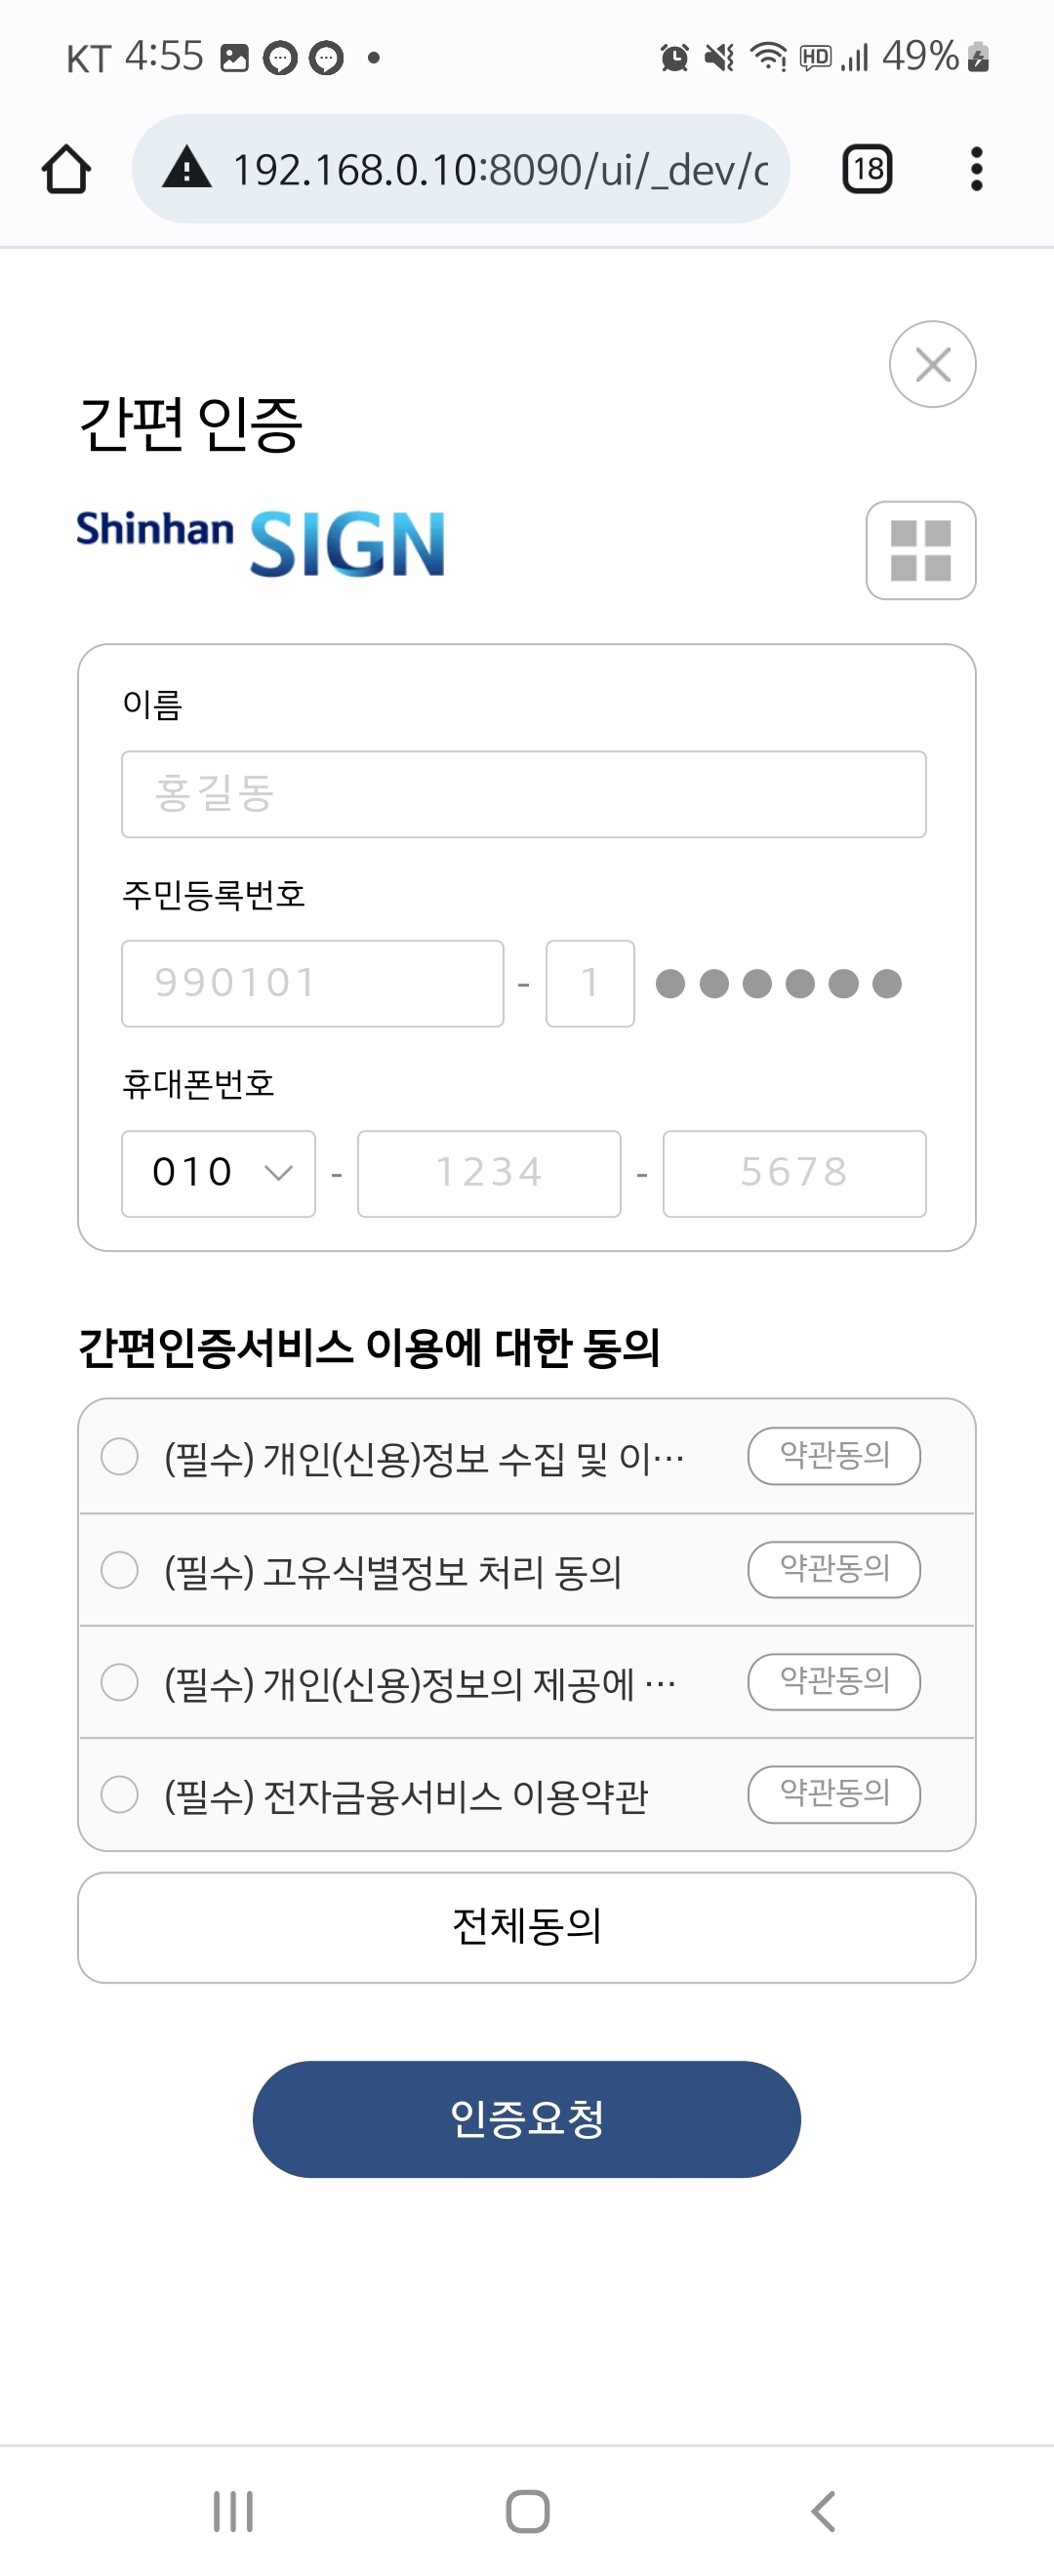 KT 4:55 HD 49%
192.168.0.10:8090/ui/_dev/c
18
간편 인증
Shinhan SIGN
이름
홍길동
주민등록번호
990101 - 1 ●●●●●●
휴대폰번호
010 - 1234 - 5678
간편인증서비스 이용에 대한 동의
(필수) 개인(신용)정보 수집 및 이… 약관동의
(필수) 고유식별정보 처리 동의 약관동의
(필수) 개인(신용)정보의 제공에 … 약관동의
(필수) 전자금융서비스 이용약관 약관동의
전체동의
인증요청